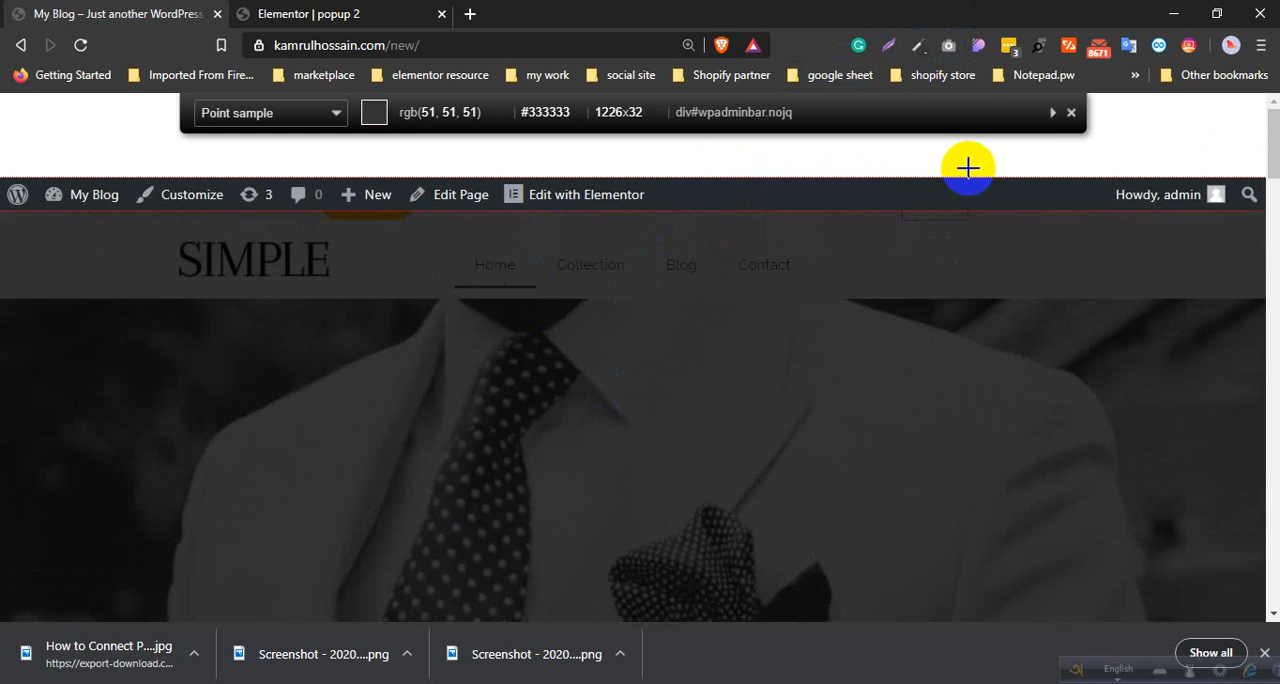 My Blog – Just another WordPress
Elementor | popup 2
kamrulhossain.com/new/
3
8671
Getting Started
Imported From Fire...
marketplace
elementor resource
my work
social site
Shopify partner
google sheet
shopify store
Notepad.pw
»
Other bookmarks
Point sample
rgb(51, 51, 51)
#333333
1226x32
div#wpadminbar.nojq
My Blog
Customize
3
0
New
Edit Page
Edit with Elementor
Howdy, admin
SIMPLE
Home
Collection
Blog
Contact
How to Connect P....jpg
https://export-download.c...
Screenshot - 2020....png
Screenshot - 2020....png
Show all
English